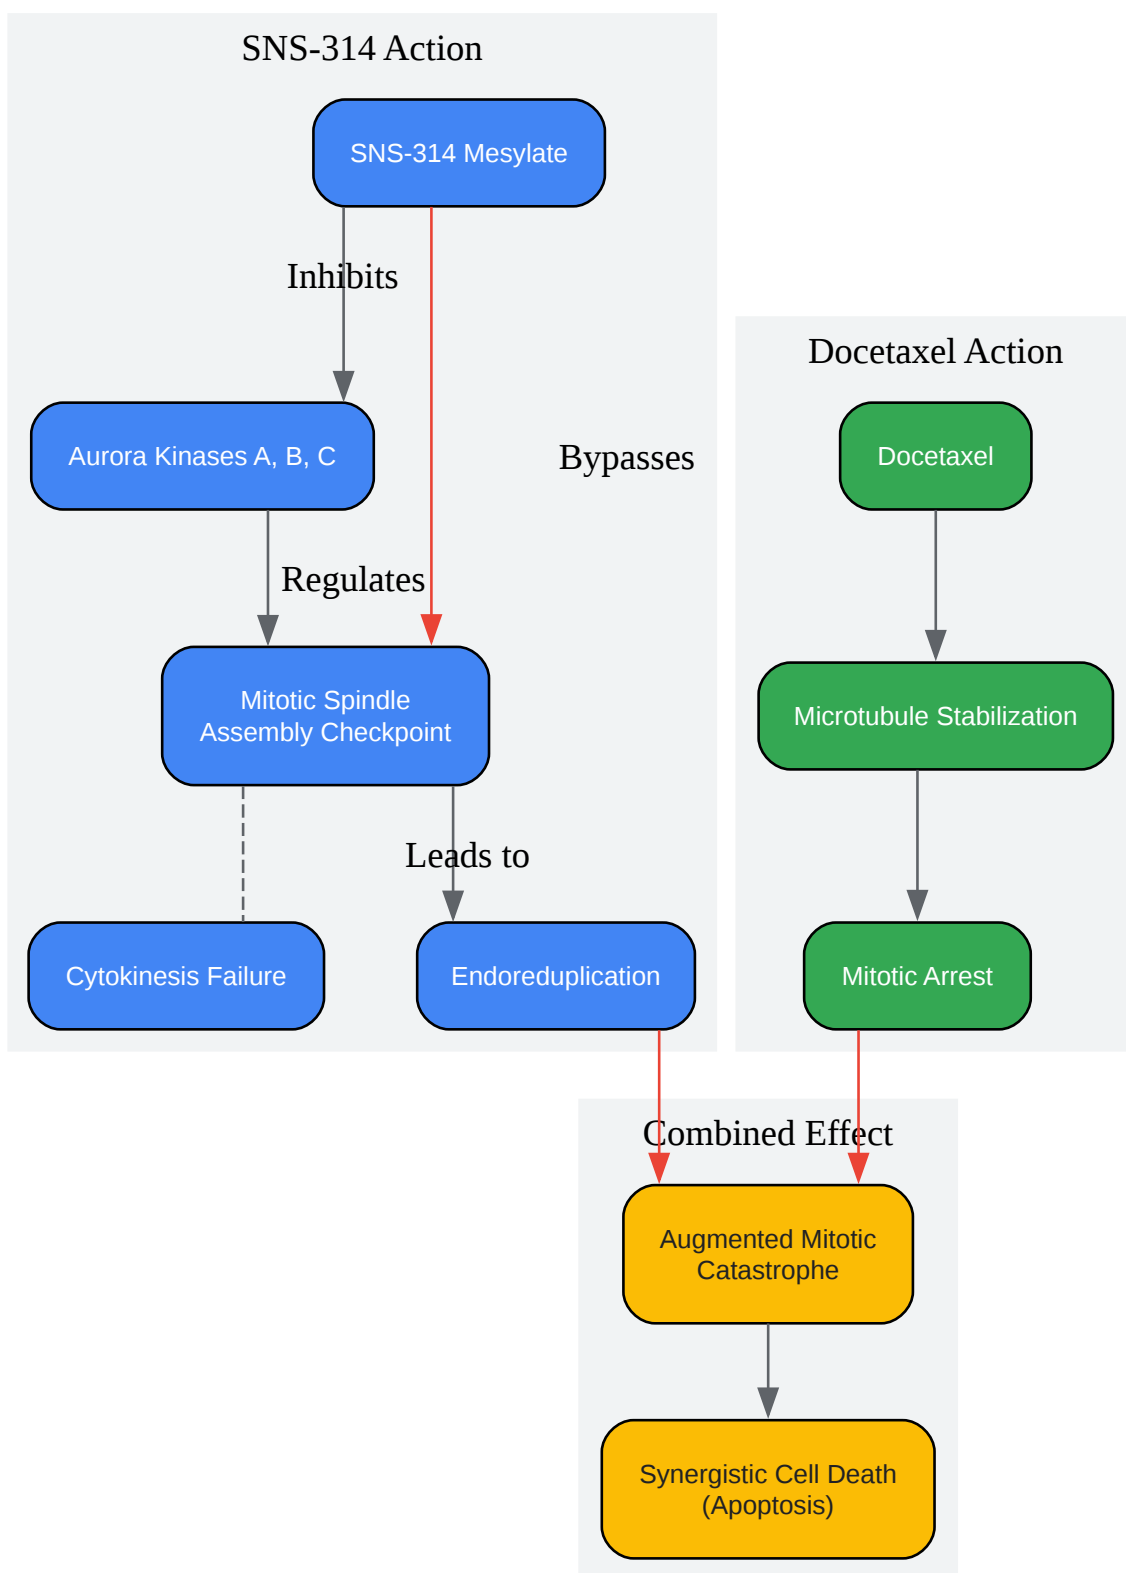 SNS-314 Action
SNS-314 Mesylate
Inhibits
Aurora Kinases A, B, C
Bypasses
Regulates
Mitotic Spindle
Assembly Checkpoint
Leads to
Cytokinesis Failure
Endoreduplication
Docetaxel Action
Docetaxel
Microtubule Stabilization
Mitotic Arrest
Combined Effect
Augmented Mitotic
Catastrophe
Synergistic Cell Death
(Apoptosis)